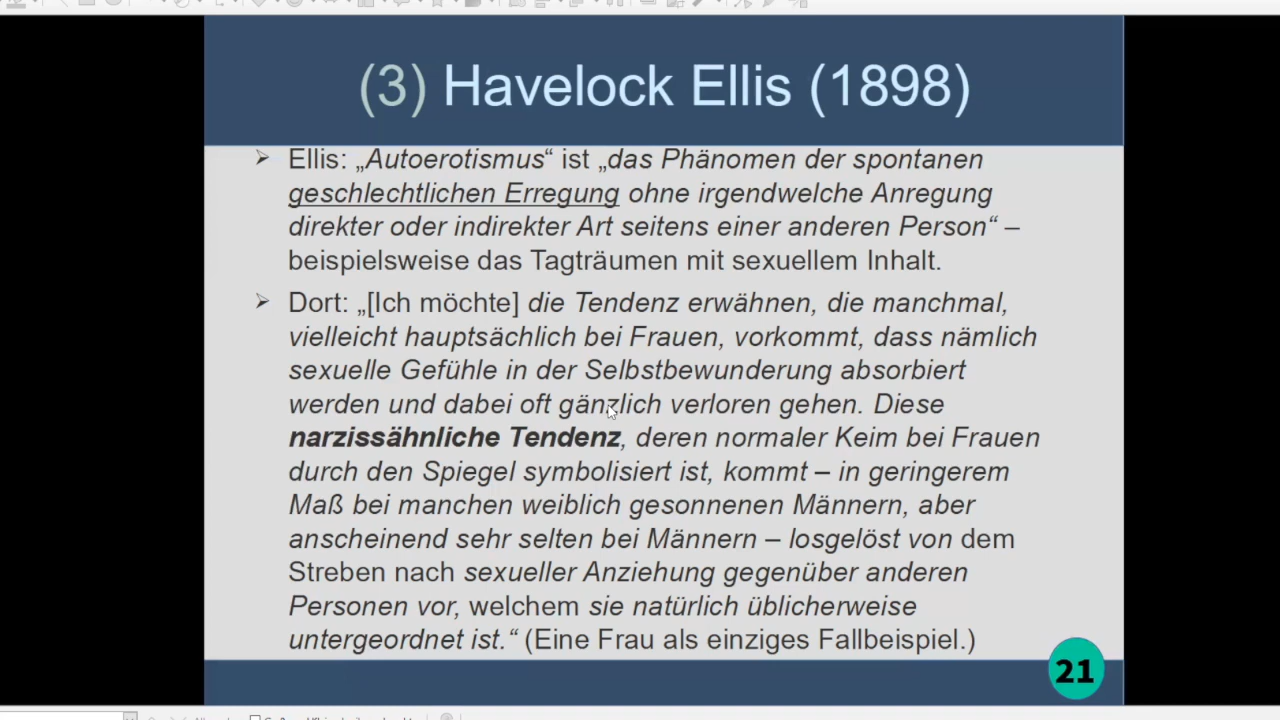 (3) Havelock Ellis (1898)
➢ Ellis: „Autoerotismus“ ist „das Phänomen der spontanen
geschlechtlichen Erregung ohne irgendwelche Anregung
direkter oder indirekter Art seitens einer anderen Person“ –
beispielsweise das Tagträumen mit sexuellem Inhalt.
➢ Dort: „[Ich möchte] die Tendenz erwähnen, die manchmal,
vielleicht hauptsächlich bei Frauen, vorkommt, dass nämlich
sexuelle Gefühle in der Selbstbewunderung absorbiert
werden und dabei oft gänzlich verloren gehen. Diese
narzissähnliche Tendenz, deren normaler Keim bei Frauen
durch den Spiegel symbolisiert ist, kommt – in geringerem
Maß bei manchen weiblich gesonnenen Männern, aber
anscheinend sehr selten bei Männern – losgelöst von dem
Streben nach sexueller Anziehung gegenüber anderen
Personen vor, welchem sie natürlich üblicherweise
untergeordnet ist.“ (Eine Frau als einziges Fallbeispiel.)
21